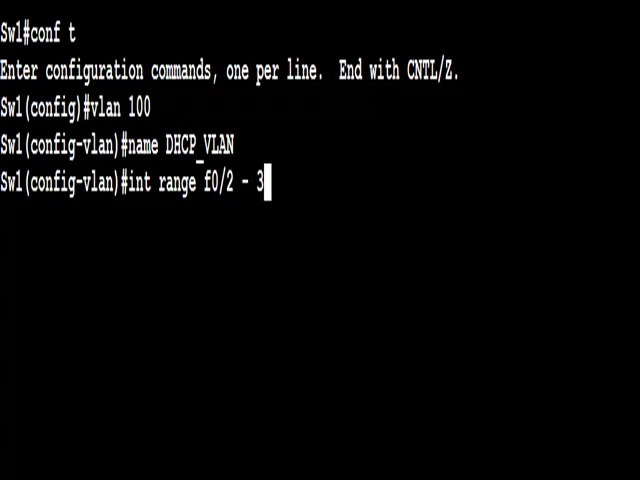 Sw1#conf t
Enter configuration commands, one per line.  End with CNTL/Z.
Sw1(config)#vlan 100
Sw1(config-vlan)#name DHCP_VLAN
Sw1(config-vlan)#int range f0/2 - 3